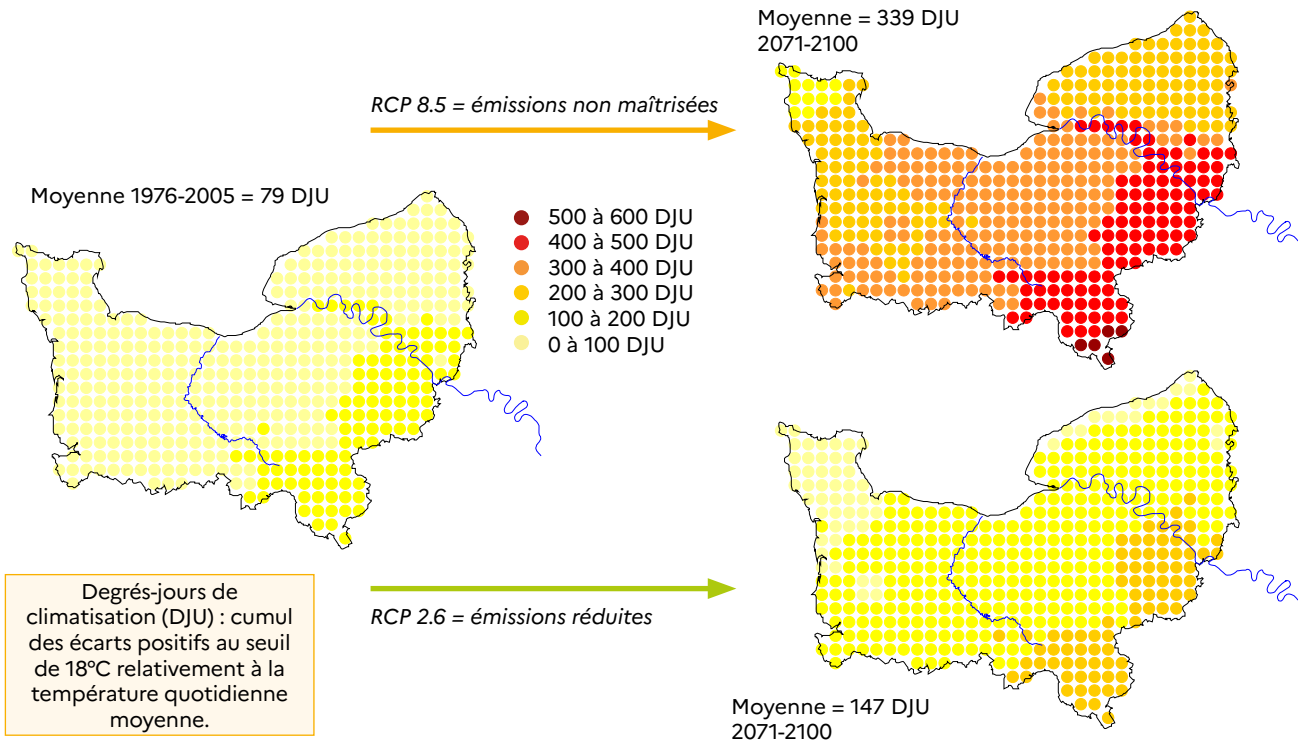 Moyenne = 339 DJU
2071-2100
RCP 8.5 = émissions non maîtrisées
Moyenne 1976-2005 = 79 DJU
500 à 600 DJU
400 à 500 DJU
300 à 400 DJU
200 à 300 DJU
100 à 200 DJU
0 à 100 DJU
Degrés-jours de
climatisation (DJU) : cumul
des écarts positifs au seuil
de 18°C relativement à la
température quotidienne
moyenne.
RCP 2.6 = émissions réduites
Moyenne = 147 DJU
2071-2100